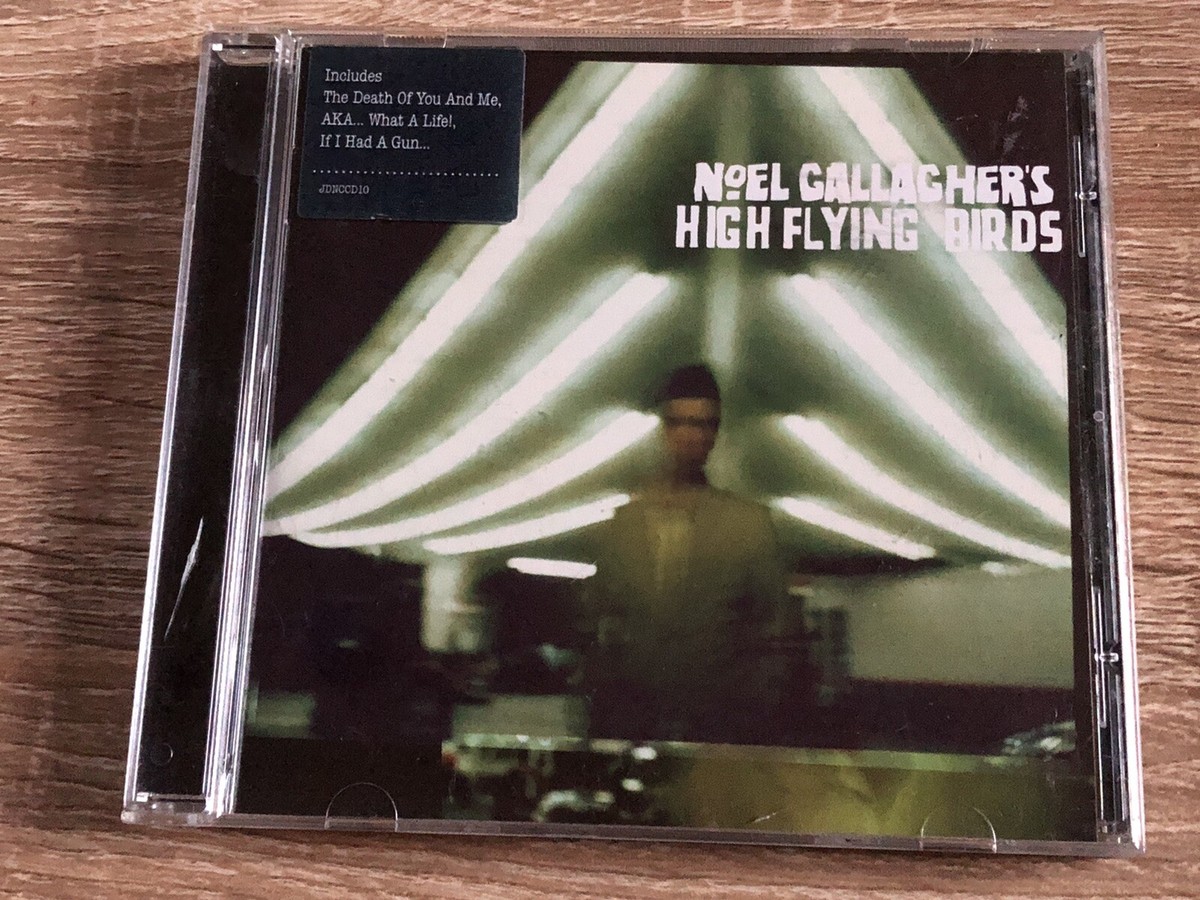 Includes
The Death Of You And Me,
AKA... What A Life!,
If I Had A Gun...
JDNCCD10
NOEL GALLAGHER'S
HIGH FLYING BIRDS